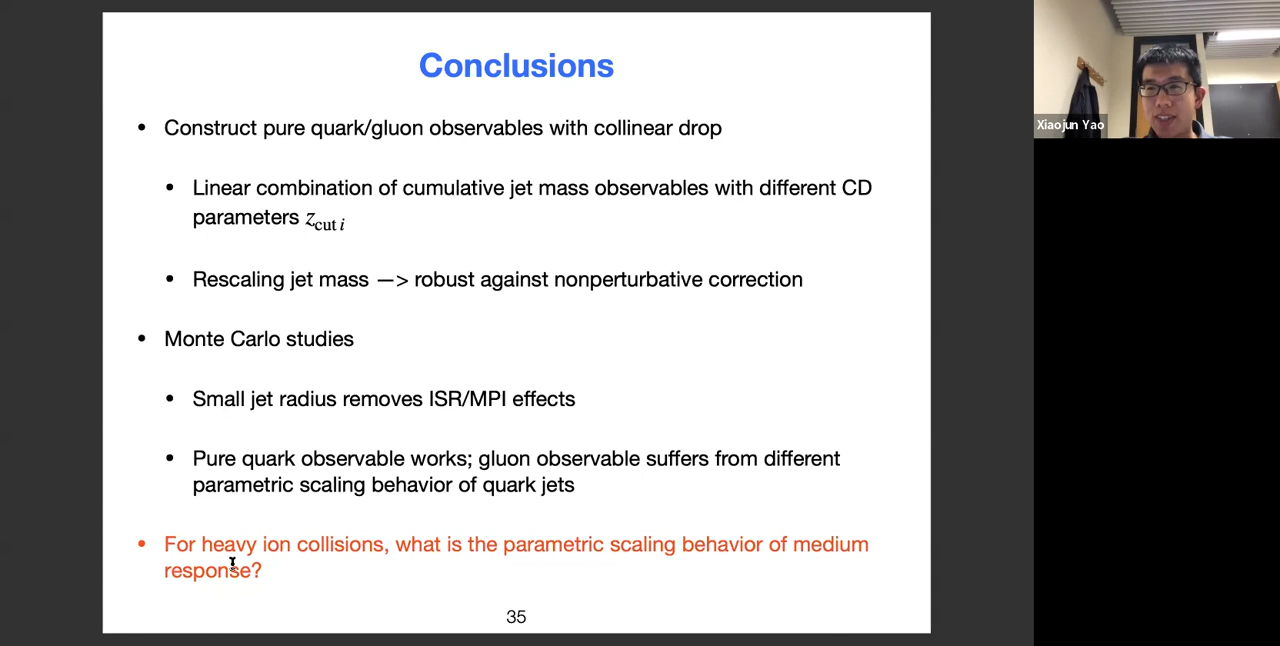 Conclusions
• Construct pure quark/gluon observables with collinear drop
• Linear combination of cumulative jet mass observables with different CD
parameters z_cut i
• Rescaling jet mass —> robust against nonperturbative correction
• Monte Carlo studies
• Small jet radius removes ISR/MPI effects
• Pure quark observable works; gluon observable suffers from different
parametric scaling behavior of quark jets
• For heavy ion collisions, what is the parametric scaling behavior of medium
response?
35
Xiaojun Yao